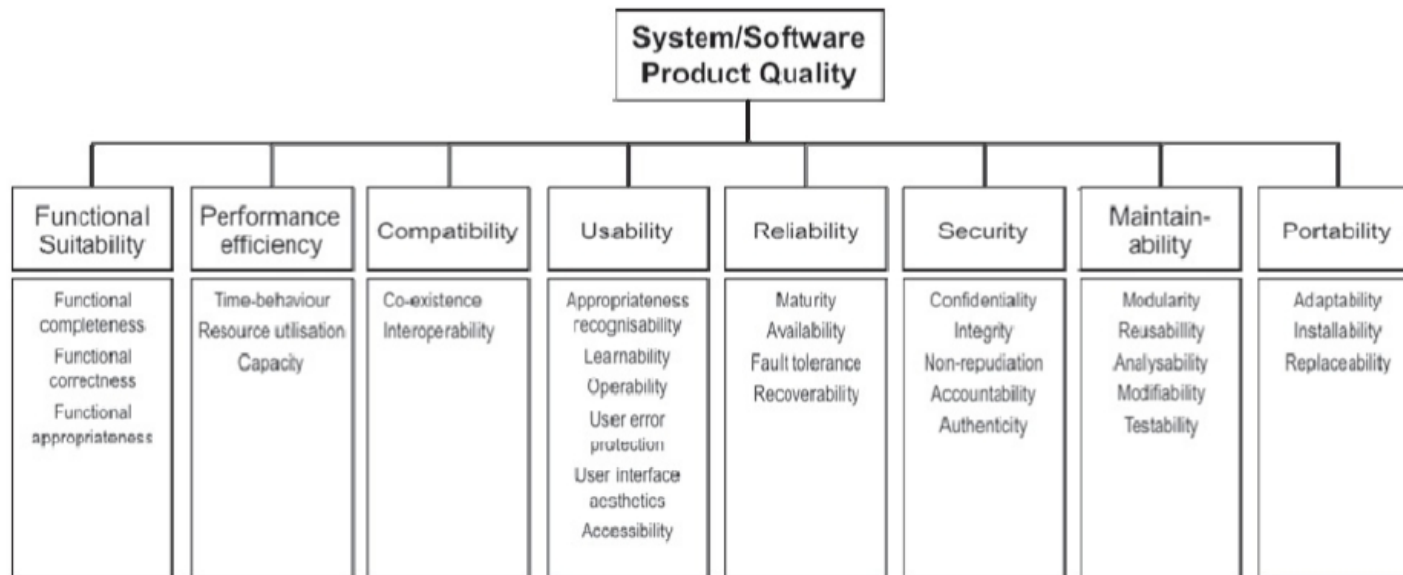 System/Software
Product Quality
Functional
Suitability
Performance
efficiency
Compatibility
Usability
Reliability
Security
Maintain-
ability
Portability
Functional
completeness
Functional
correctness
Functional
appropriateness
Time-behaviour
Resource utilisation
Capacity
Co-existence
Interoperability
Appropriateness
recognisability
Learnability
Operability
User error
protection
User interface
aesthetics
Accessibility
Maturity
Availability
Fault tolerance
Recoverability
Confidentiality
Integrity
Non-repudiation
Accountability
Authenticity
Modularity
Reusabillity
Analysability
Modifiability
Testability
Adaptability
Installability
Replaceability